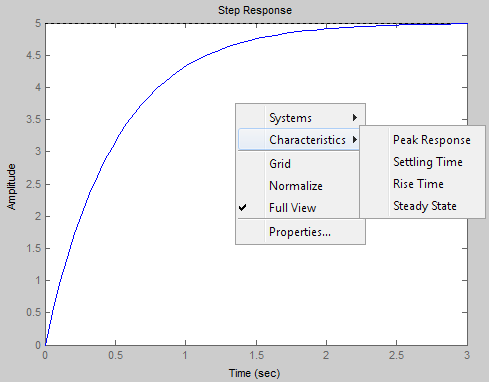 Step Response
Amplitude
5
4.5
4
3.5
3
2.5
2
1.5
1
0.5
0
Systems
Characteristics
Grid
Normalize
Full View
Properties...
Peak Response
Settling Time
Rise Time
Steady State
0 0.5 1 1.5 2 2.5 3
Time (sec)